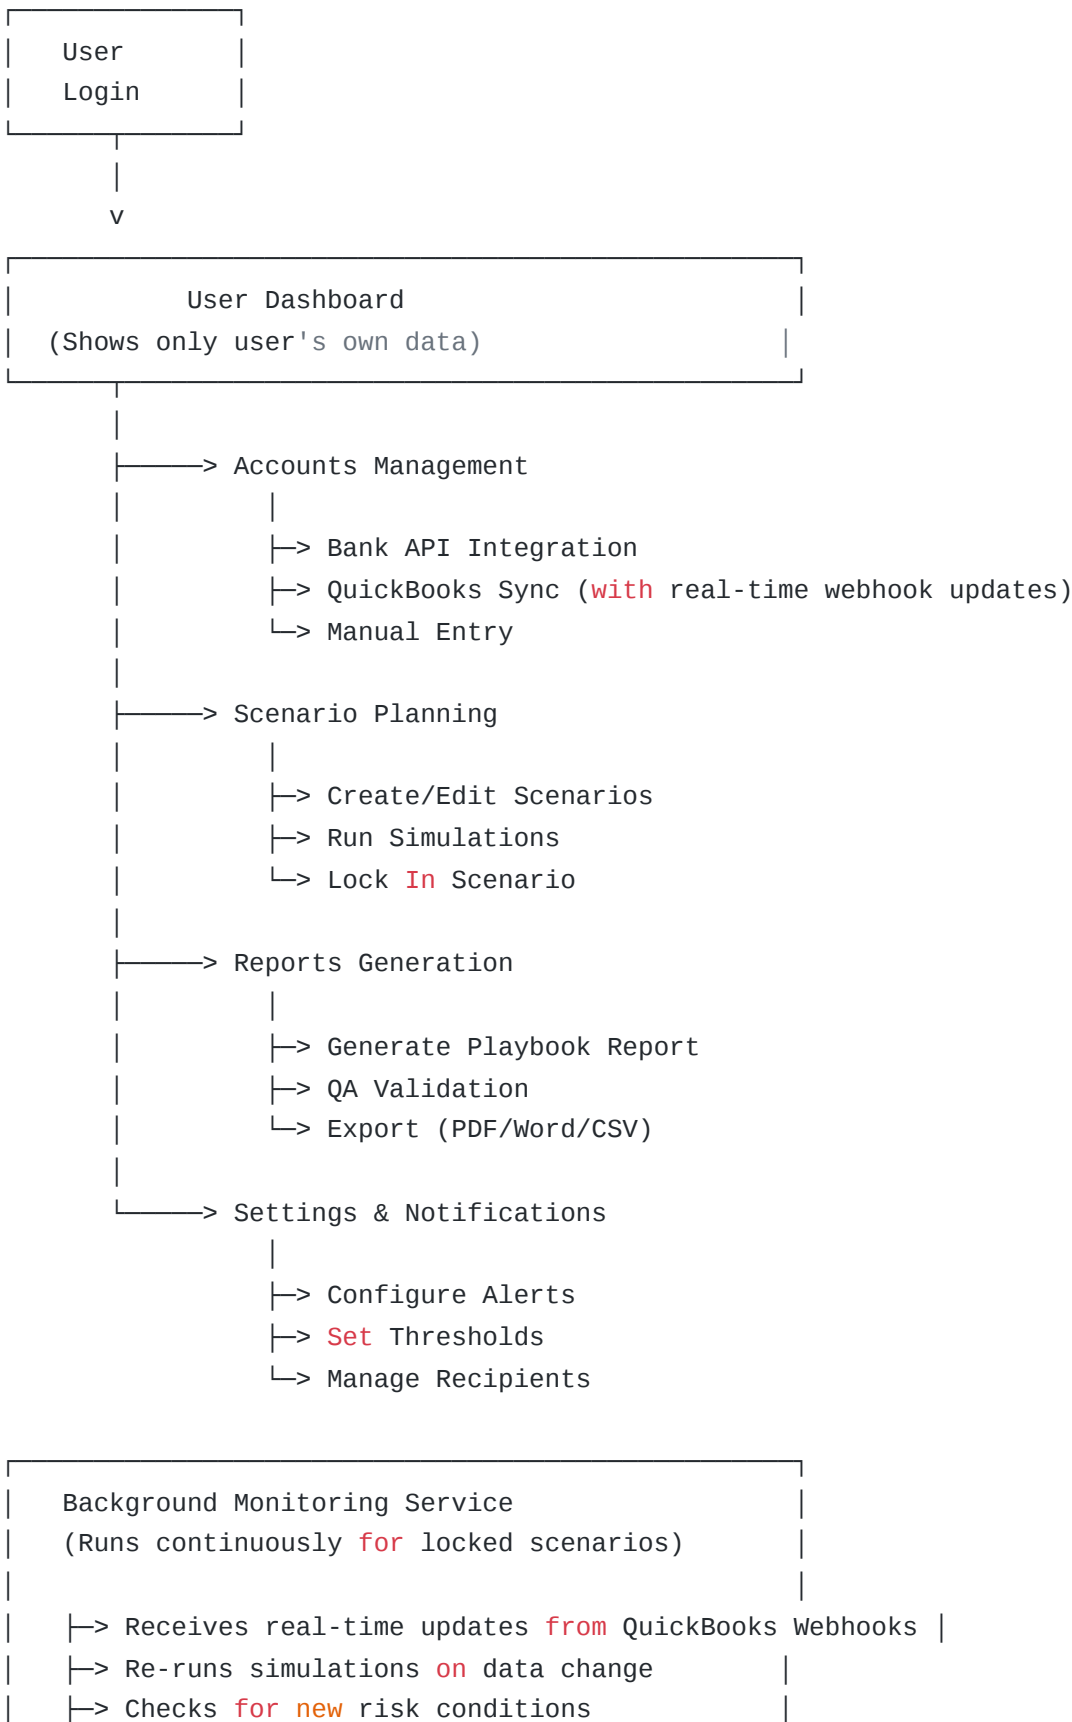 User
Login
v
User Dashboard
(Shows only user's own data)
> Accounts Management
> Bank API Integration
> QuickBooks Sync (with real-time webhook updates)
> Manual Entry
> Scenario Planning
> Create/Edit Scenarios
> Run Simulations
> Lock In Scenario
> Reports Generation
> Generate Playbook Report
> QA Validation
> Export (PDF/Word/CSV)
> Settings & Notifications
> Configure Alerts
> Set Thresholds
> Manage Recipients
Background Monitoring Service
(Runs continuously for locked scenarios)
> Receives real-time updates from QuickBooks Webhooks
> Re-runs simulations on data change
> Checks for new risk conditions